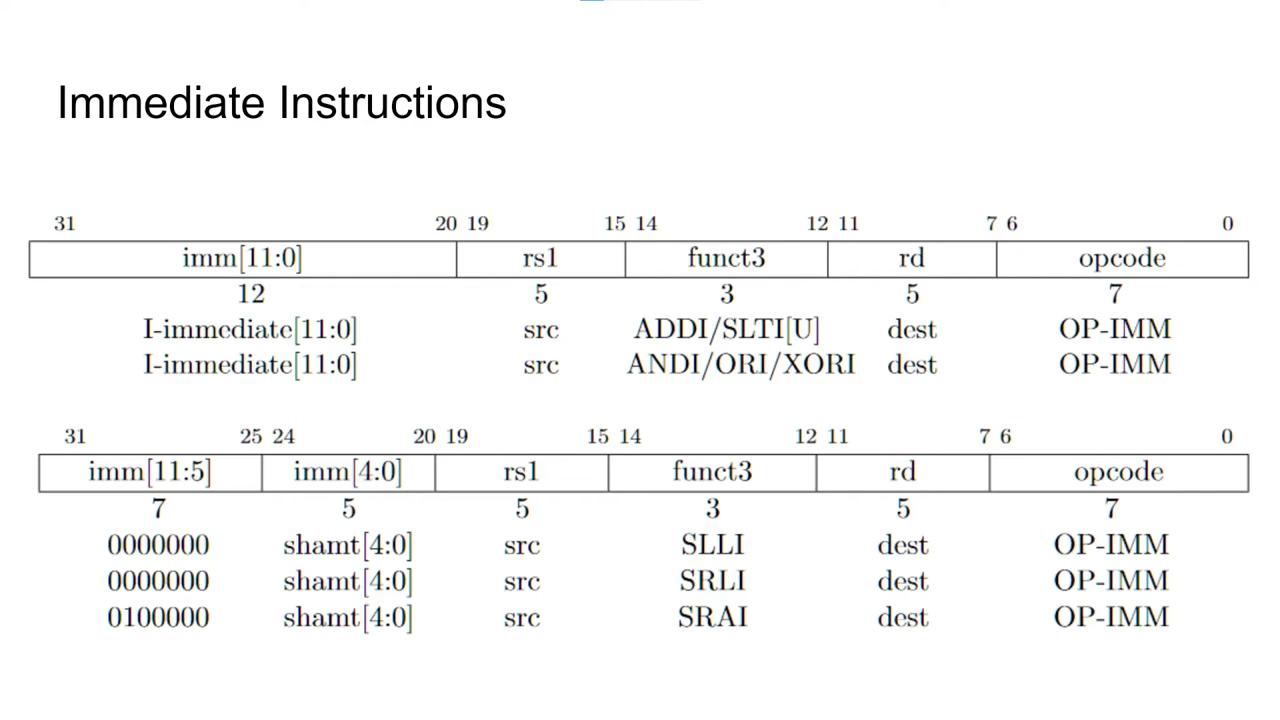 Immediate Instructions
31 20 19 15 14 12 11 7 6 0
imm[11:0] rs1 funct3 rd opcode
12 5 3 5 7
I-immediate[11:0] src ADDI/SLTI[U] dest OP-IMM
I-immediate[11:0] src ANDI/ORI/XORI dest OP-IMM
31 25 24 20 19 15 14 12 11 7 6 0
imm[11:5] imm[4:0] rs1 funct3 rd opcode
7 5 5 3 5 7
0000000 shamt[4:0] src SLLI dest OP-IMM
0000000 shamt[4:0] src SRLI dest OP-IMM
0100000 shamt[4:0] src SRAI dest OP-IMM